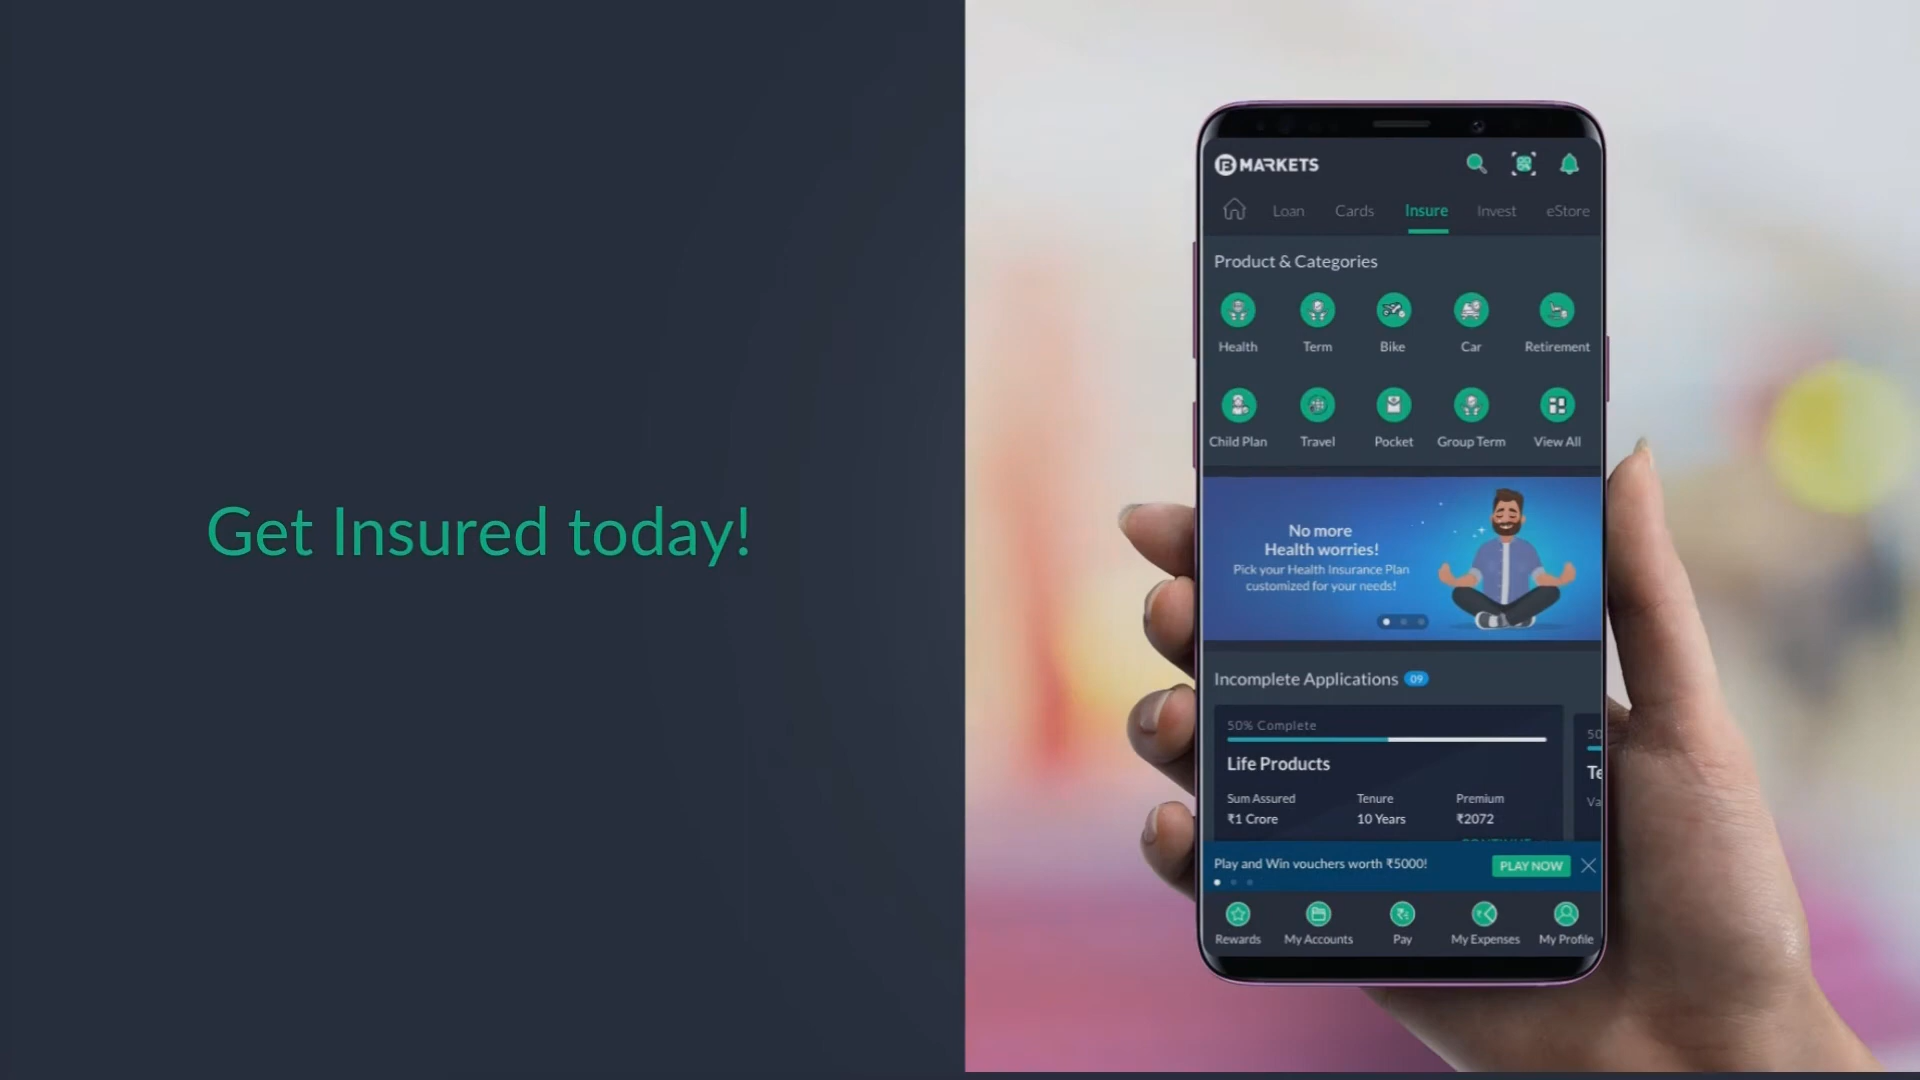 Get Insured today!
MARKETS
Loan Cards Insure Invest eStore
Product & Categories
Health Term Bike Car Retirement
Child Plan Travel Pocket Group Term View All
No more
Health worries!
Pick your Health Insurance Plan
customized for your needs!
Incomplete Applications 09
50% Complete
Life Products
Sum Assured Tenure Premium
₹1 Crore 10 Years ₹2072
Play and Win vouchers worth ₹5000!
PLAY NOW
Rewards My Accounts Pay My Expenses My Profile